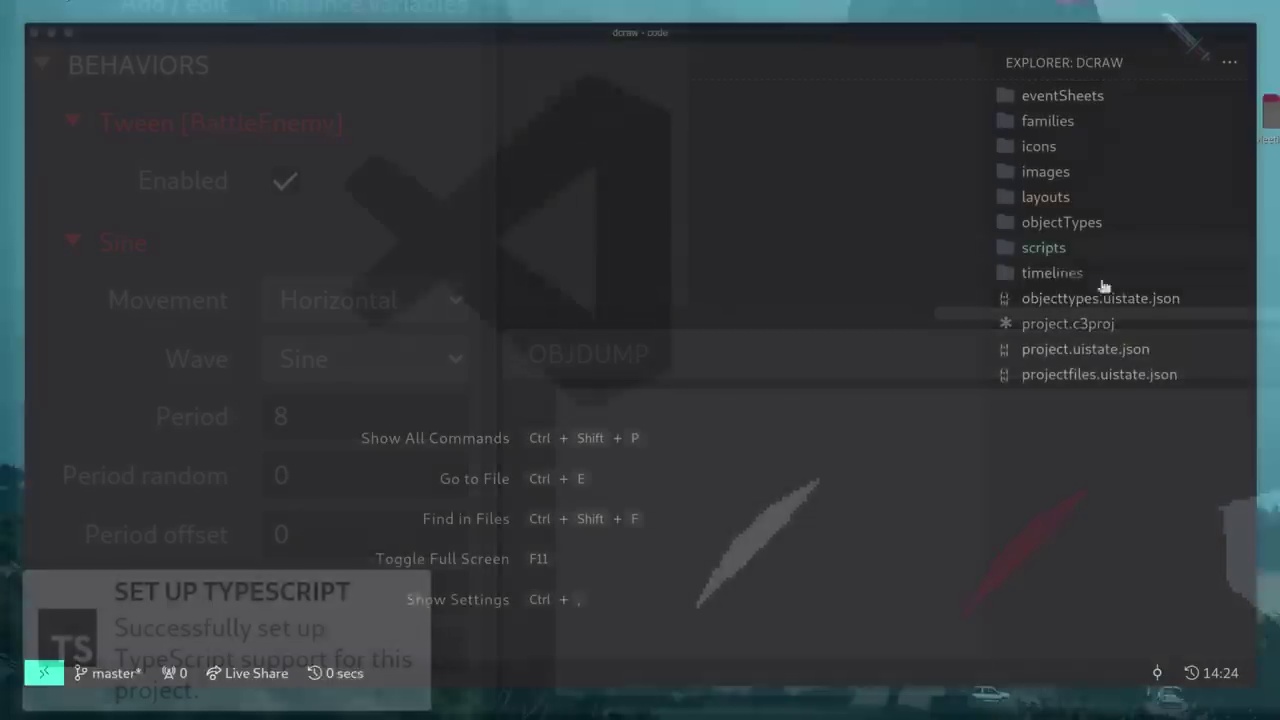 Add / edit Instance variables
dcraw - code
BEHAVIORS
Tween [BattleEnemy]
Enabled
Sine
Movement Horizontal
Wave Sine
Period 8
Period random 0
Period offset 0
OBJDUMP
Show All Commands Ctrl + Shift + P
Go to File Ctrl + E
Find in Files Ctrl + Shift + F
Toggle Full Screen F11
Show Settings Ctrl + ,
EXPLORER: DCRAW ···
eventSheets
families
icons
images
layouts
objectTypes
scripts
timelines
objecttypes.uistate.json
project.c3proj
project.uistate.json
projectfiles.uistate.json
SET UP TYPESCRIPT
TS
Successfully set up
TypeScript support for this
project.
master* 0 Live Share 0 secs
14:24